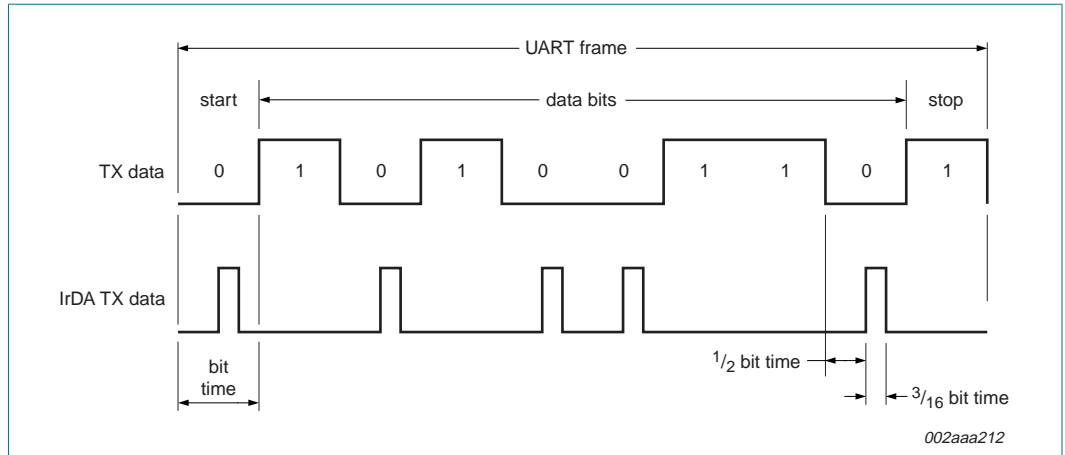 UART frame
start data bits stop
TX data 0 1 0 1 0 0 1 1 0 1
IrDA TX data
bit
time
1/2 bit time
3/16 bit time
002aaa212